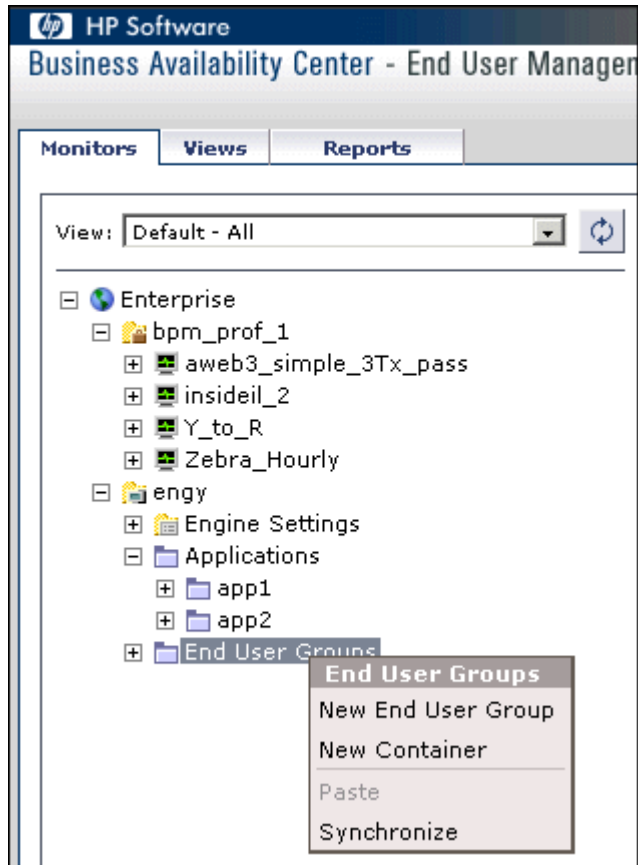 hp HP Software
Business Availability Center - End User Managem
Monitors Views Reports
View: Default - All
Enterprise
bpm_prof_1
aweb3_simple_3Tx_pass
insideil_2
Y_to_R
Zebra_Hourly
engy
Engine Settings
Applications
app1
app2
End User Groups
End User Groups
New End User Group
New Container
Paste
Synchronize